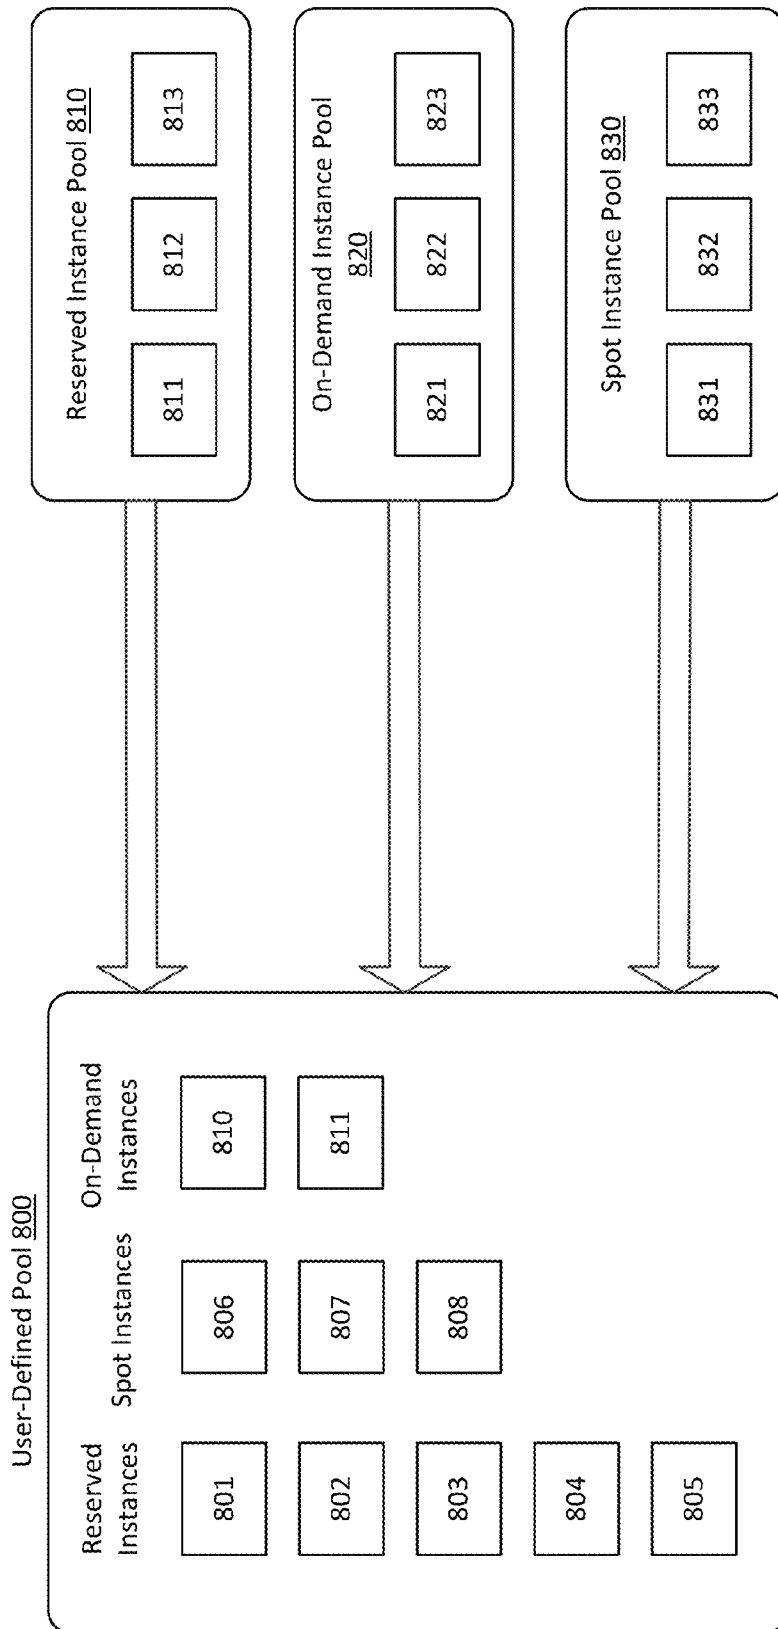 User-Defined Pool 800
Reserved
Instances
801
802
803
804
805
Spot Instances
806
807
808
On-Demand
Instances
810
811
Reserved Instance Pool 810
811
812
813
On-Demand Instance Pool
820
821
822
823
Spot Instance Pool 830
831
832
833